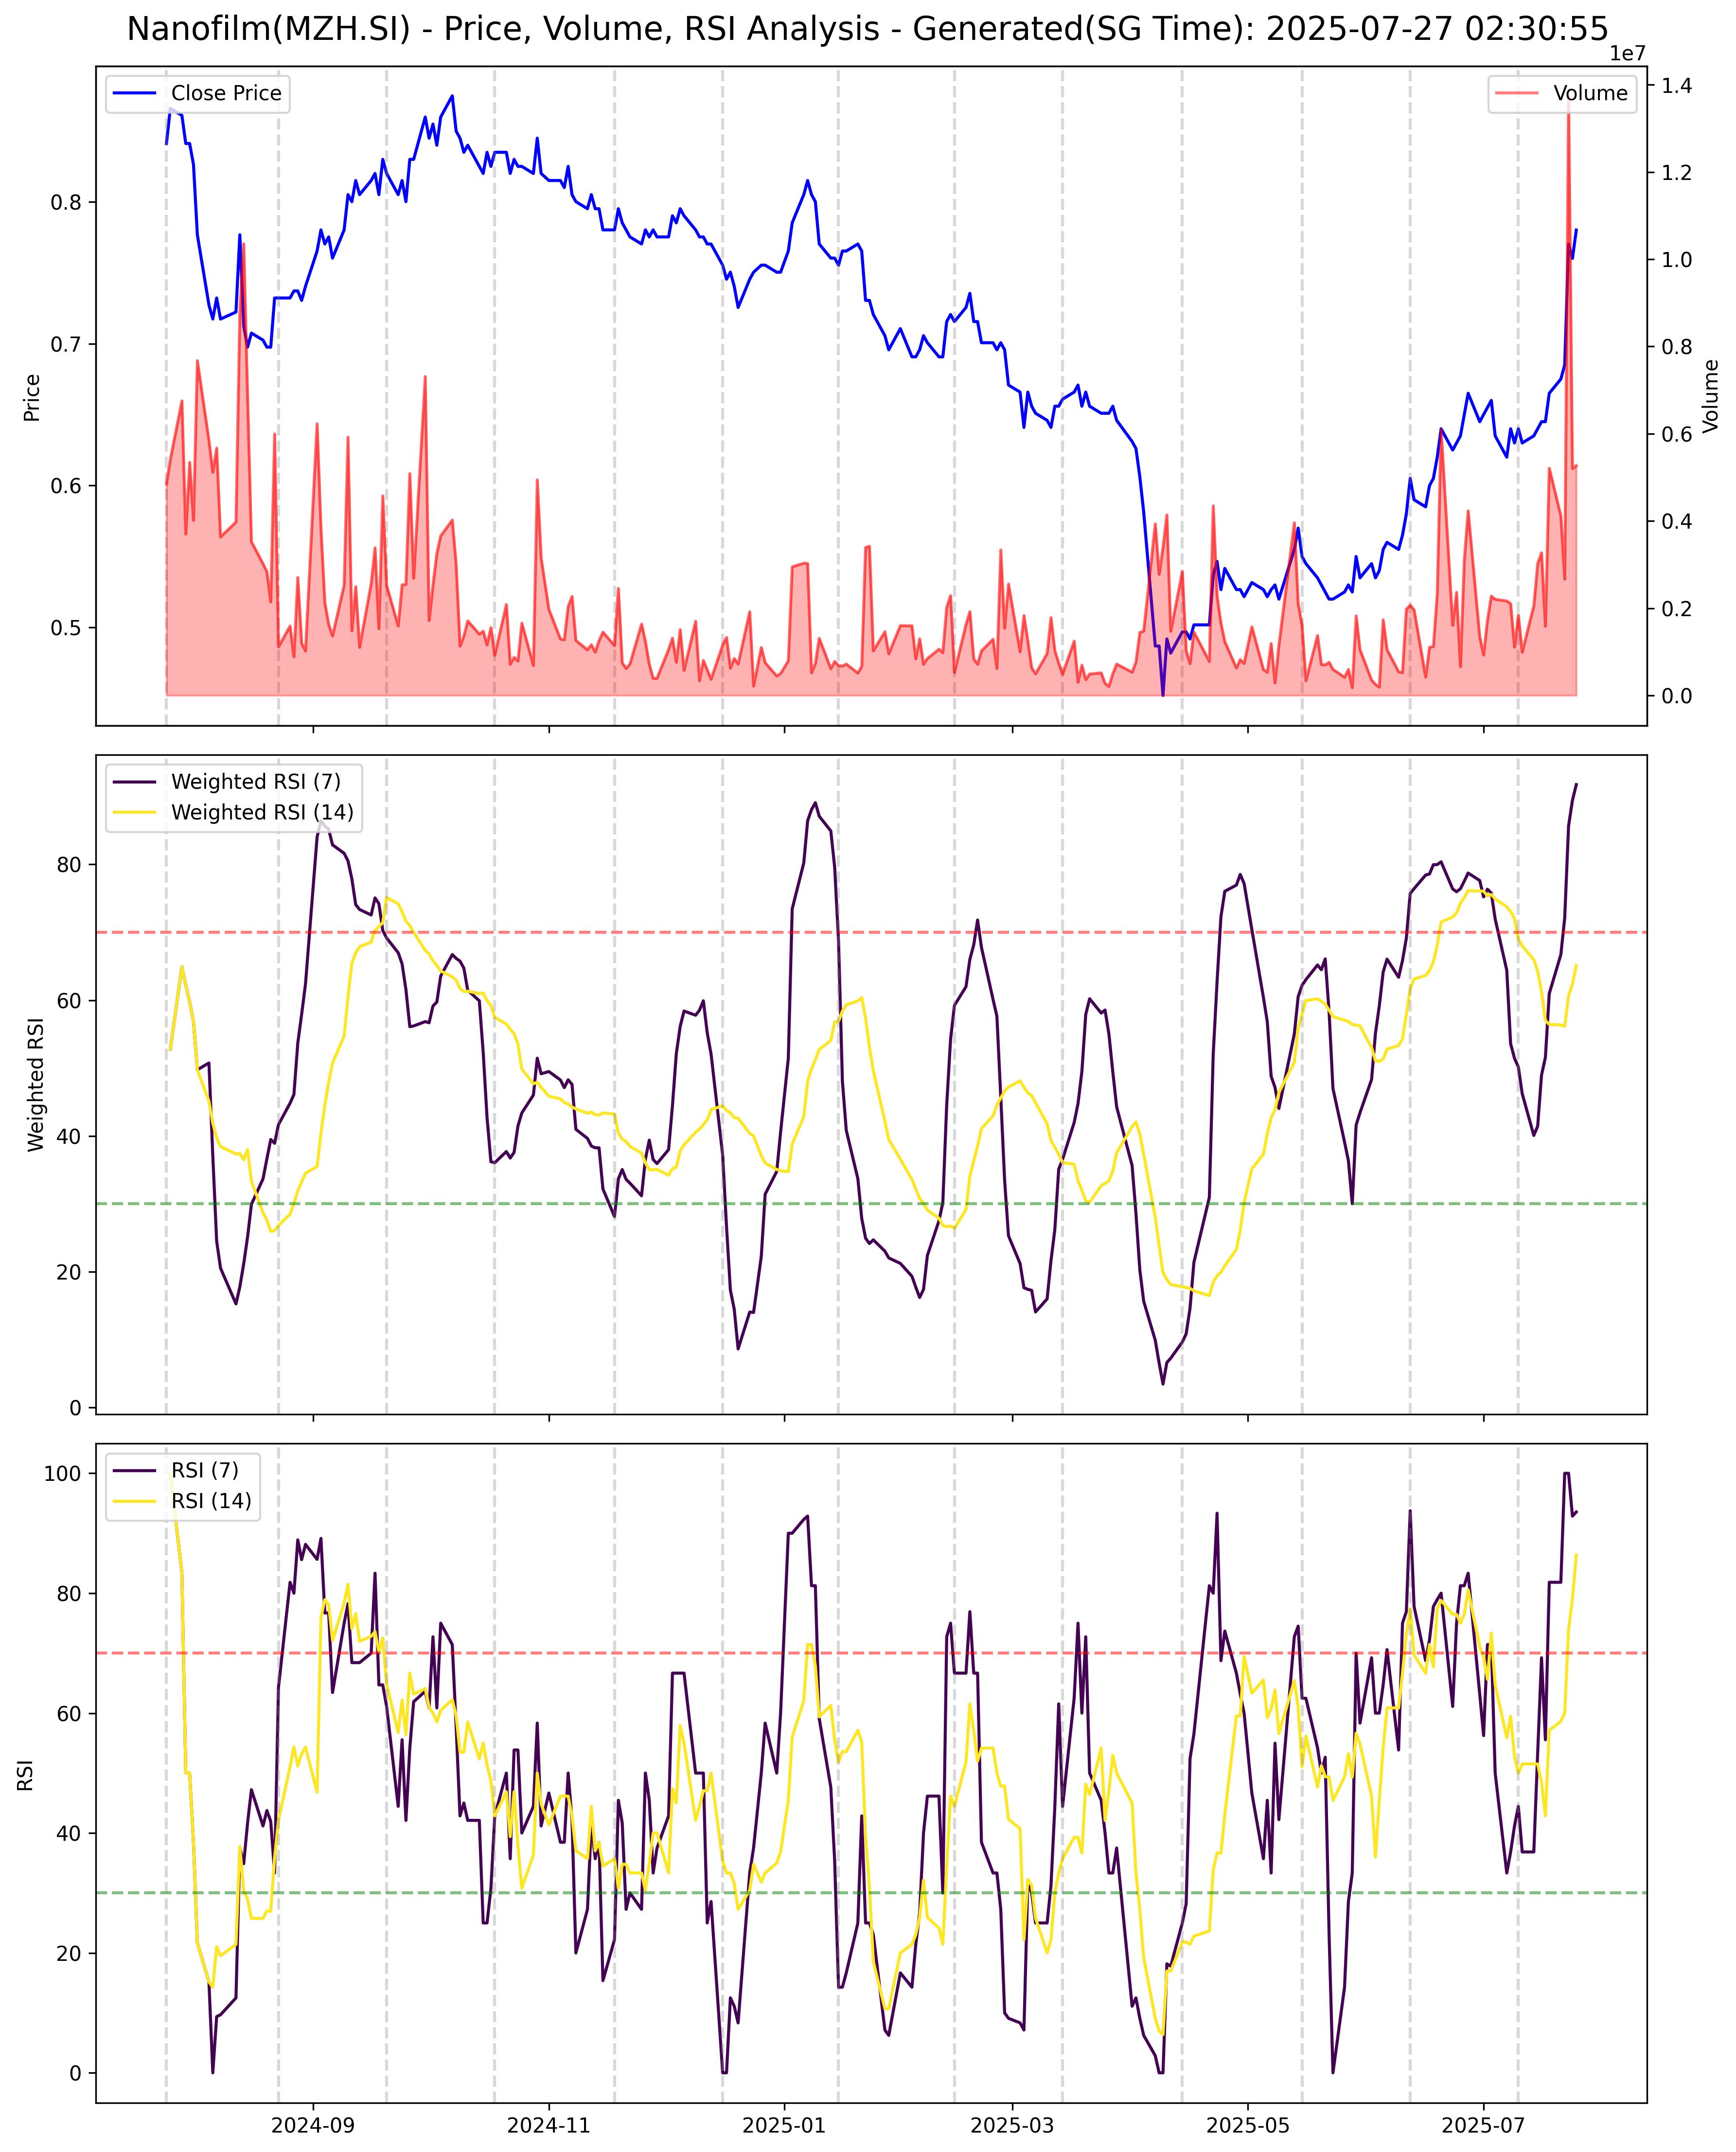 Nanofilm(MZH.SI) - Price, Volume, RSI Analysis - Generated(SG Time): 2025-07-27 02:30:55
1e7
Close Price
Volume
1.4
1.2
1.0
0.8
0.6
0.4
0.2
0.0
0.8
0.7
0.6
0.5
Price
Volume
Weighted RSI (7)
Weighted RSI (14)
80
60
40
20
0
Weighted RSI
RSI (7)
RSI (14)
100
80
60
40
20
0
RSI
2024-09
2024-11
2025-01
2025-03
2025-05
2025-07